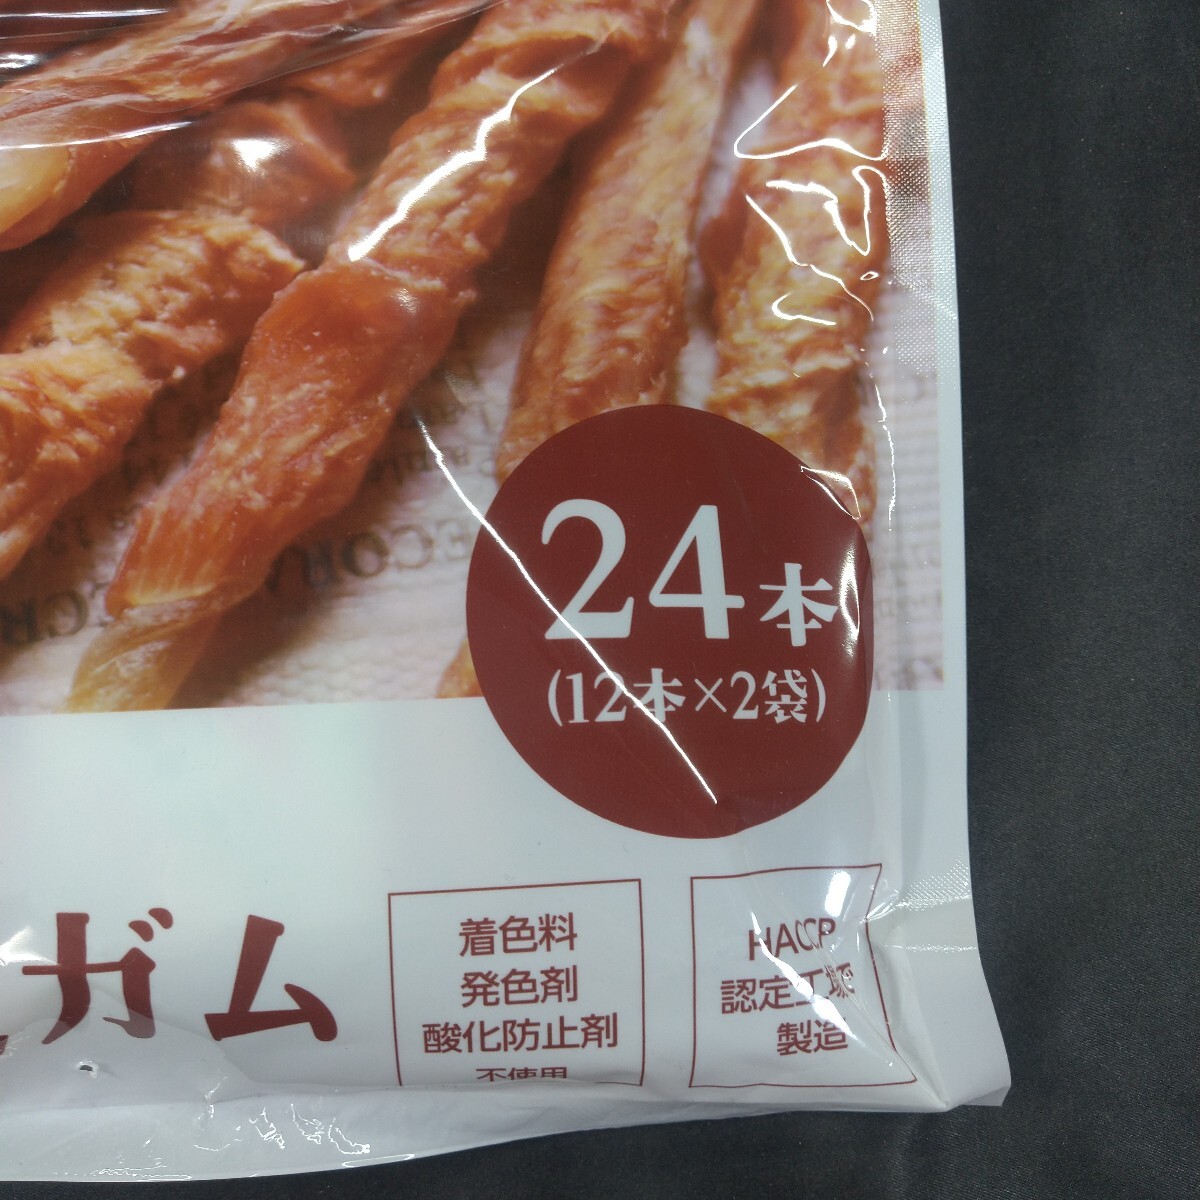 24本
(12本×2袋)
ガム
着色料
発色剤
酸化防止剤
不使用
HACCP
認定工場
製造